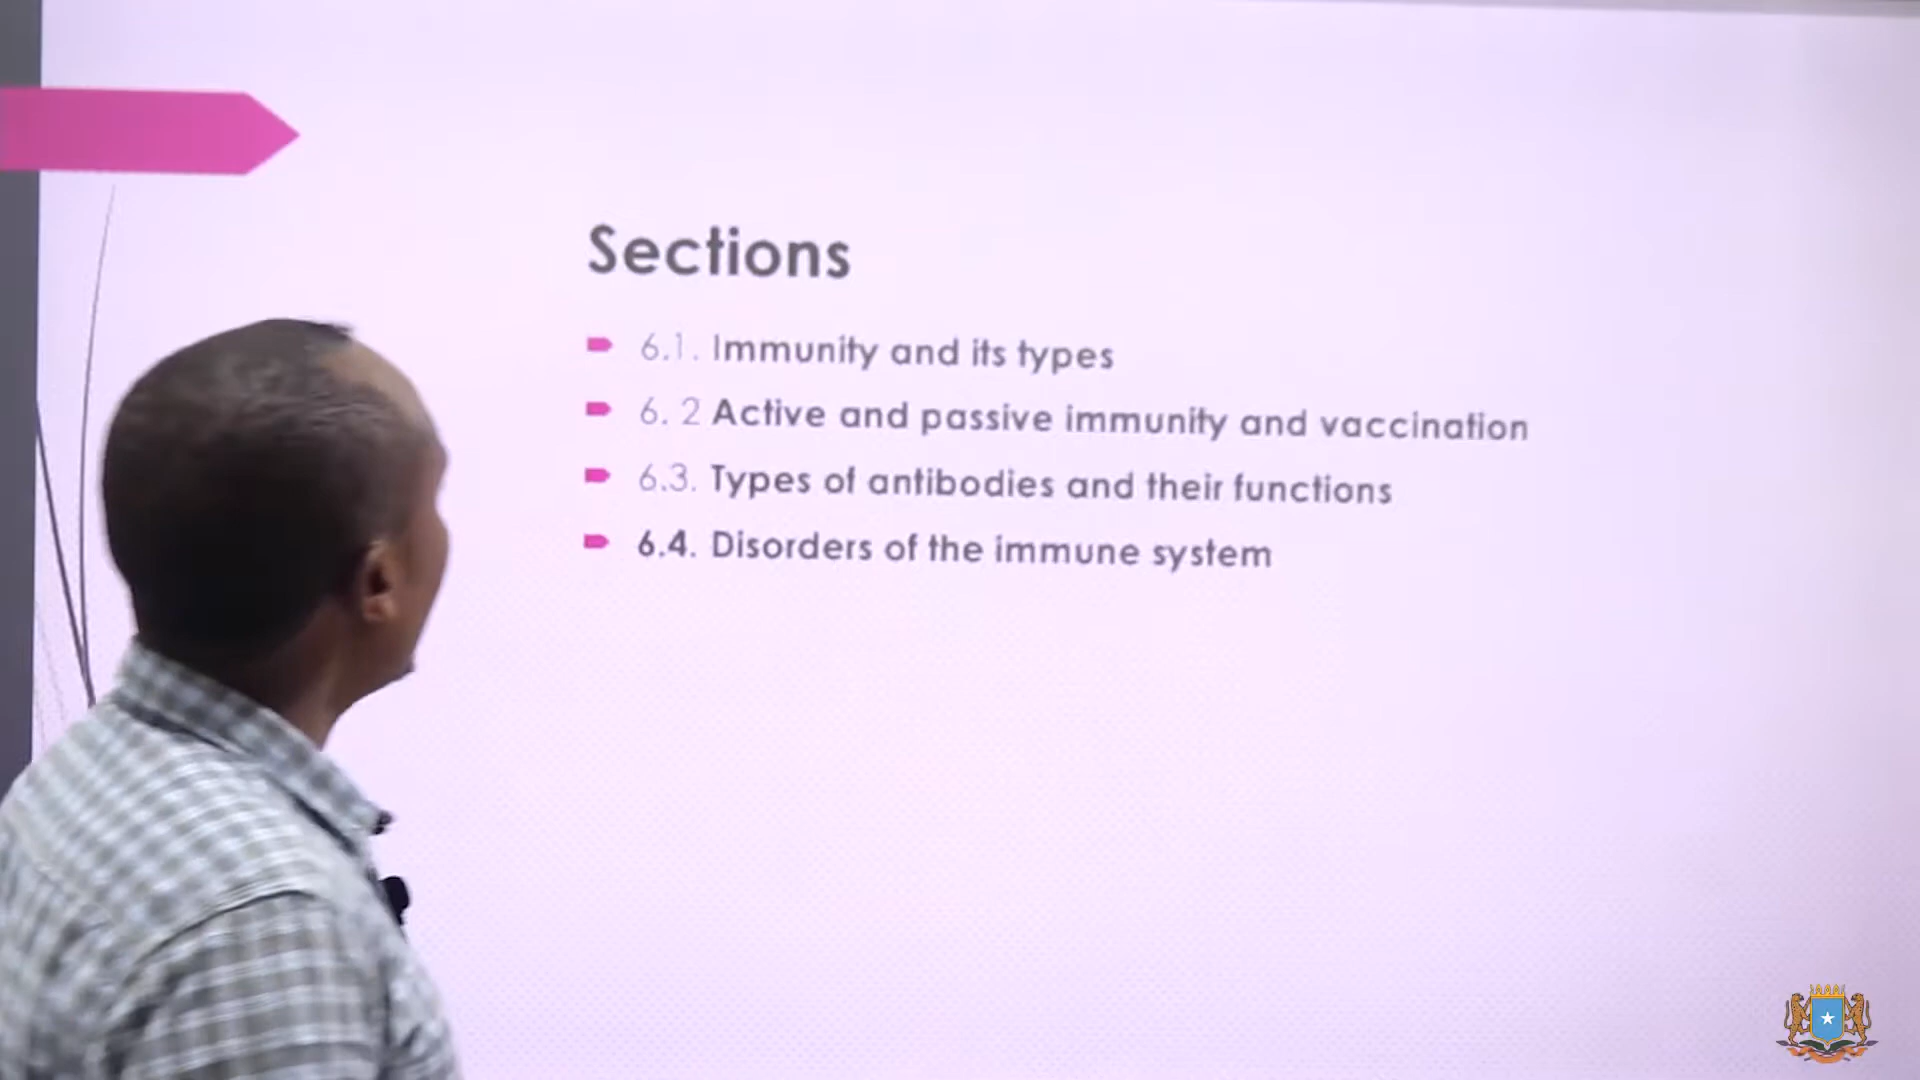 Sections
6.1. Immunity and its types
6. 2 Active and passive immunity and vaccination
6.3. Types of antibodies and their functions
6.4. Disorders of the immune system